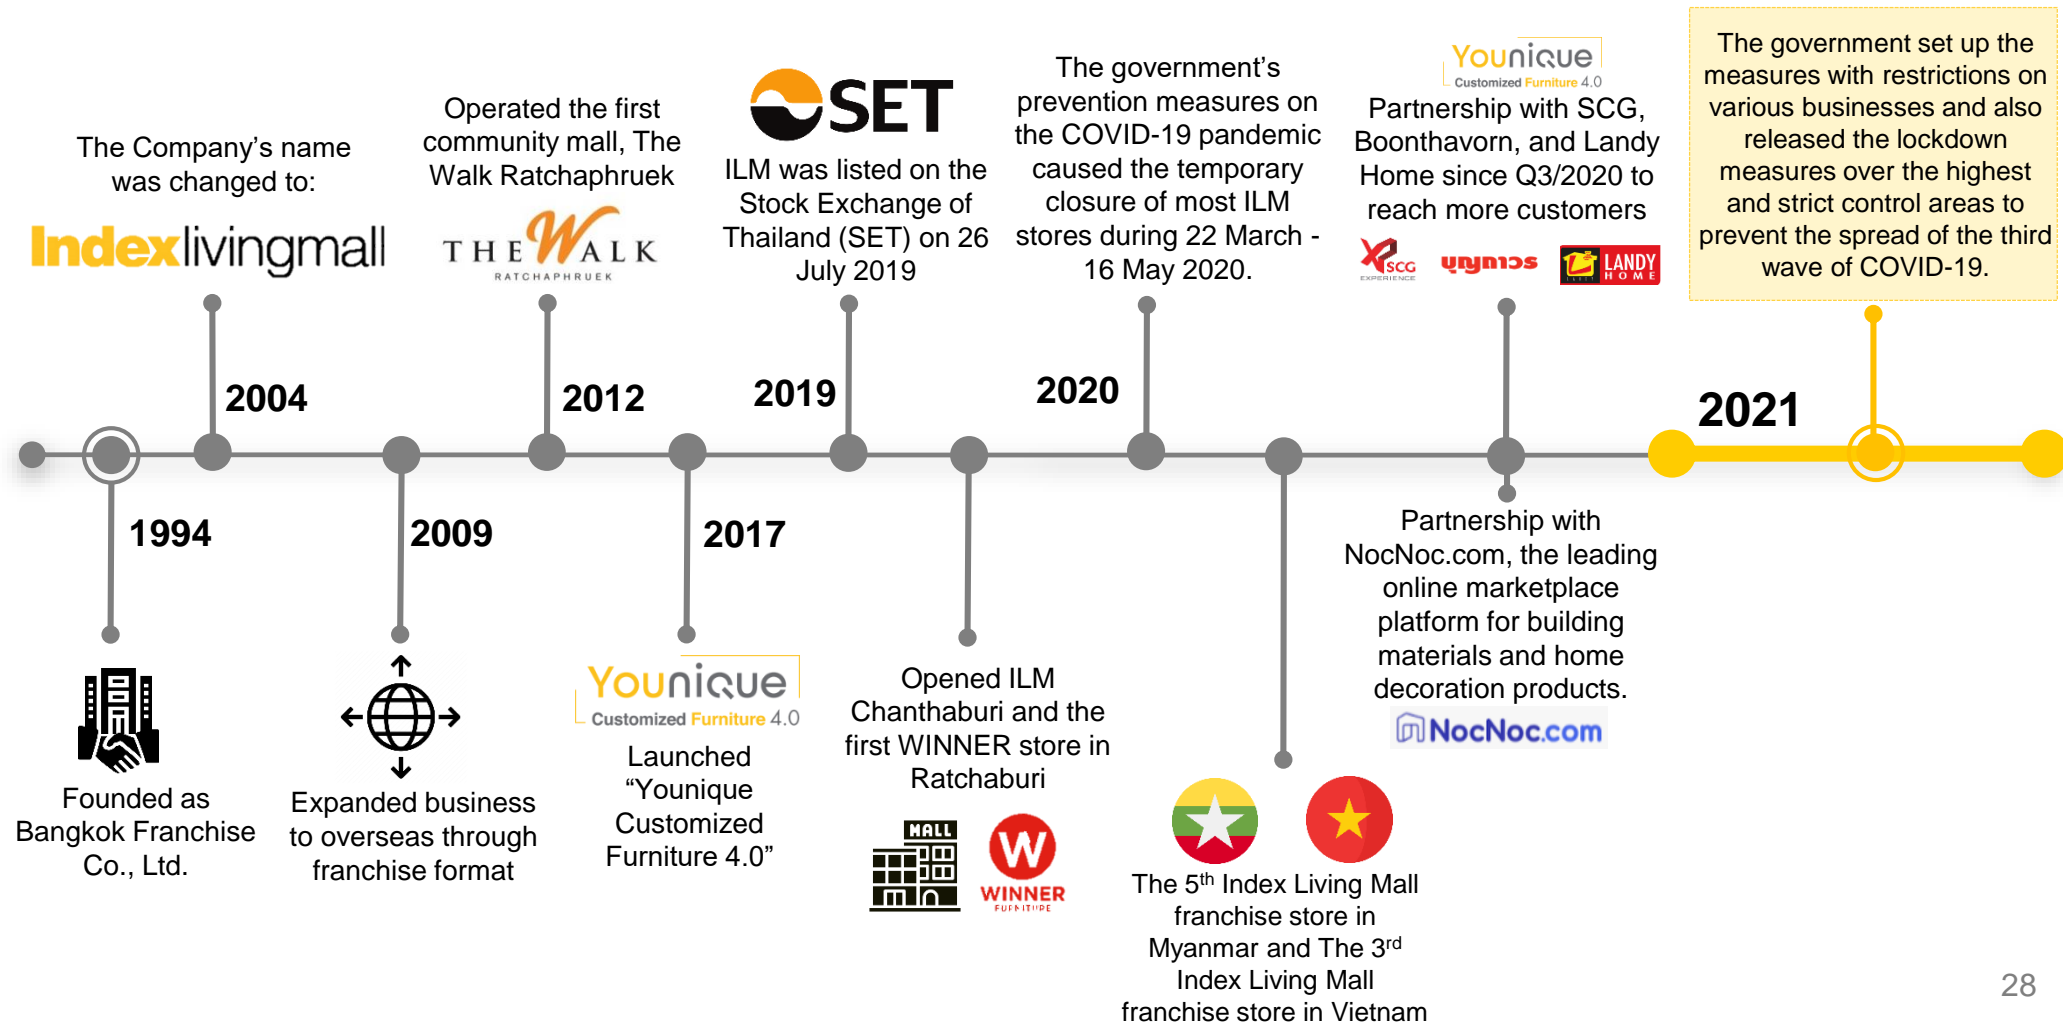 The Company’s name
was changed to:
Indexlivingmall
2004
Operated the first
community mall, The
Walk Ratchaphruek
THE WALK
RATCHAPHRUEK
2012
SET
ILM was listed on the
Stock Exchange of
Thailand (SET) on 26
July 2019
2019
The government’s
prevention measures on
the COVID-19 pandemic
caused the temporary
closure of most ILM
stores during 22 March -
16 May 2020.
2020
Younique
Customized Furniture 4.0
Partnership with SCG,
Boonthavorn, and Landy
Home since Q3/2020 to
reach more customers
SCG
EXPERIENCE
บุญถาวร
LANDY
HOME
The government set up the
measures with restrictions on
various businesses and also
released the lockdown
measures over the highest
and strict control areas to
prevent the spread of the third
wave of COVID-19.
2021
1994
Founded as
Bangkok Franchise
Co., Ltd.
2009
Expanded business
to overseas through
franchise format
2017
Younique
Customized Furniture 4.0
Launched
“Younique
Customized
Furniture 4.0”
Opened ILM
Chanthaburi and the
first WINNER store in
Ratchaburi
MALL
W
WINNER
FURNITURE
The 5th Index Living Mall
franchise store in
Myanmar and The 3rd
Index Living Mall
franchise store in Vietnam
Partnership with
NocNoc.com, the leading
online marketplace
platform for building
materials and home
decoration products.
NocNoc.com
28